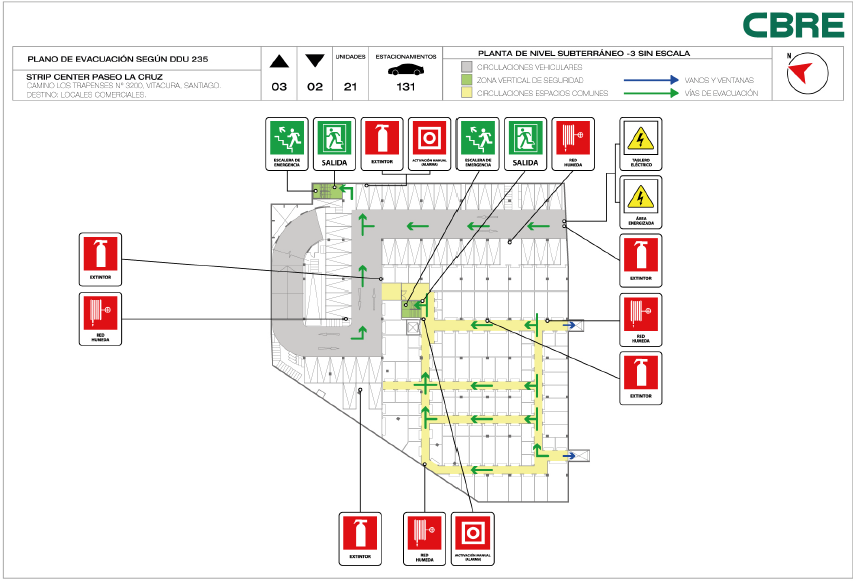 CBRE
PLANO DE EVACUACIÓN SEGÚN DDU 235
STRIP CENTER PASEO LA CRUZ
CAMINO LOS TRAPENSES N° 3200, VITACURA, SANTIAGO.
DESTINO: LOCALES COMERCIALES.
03
02
UNIDADES
21
ESTACIONAMIENTOS
131
PLANTA DE NIVEL SUBTERRÁNEO -3 SIN ESCALA
CIRCULACIONES VEHICULARES
ZONA VERTICAL DE SEGURIDAD
CIRCULACIONES ESPACIOS COMUNES
VANOS Y VENTANAS
VÍAS DE EVACUACIÓN
N
ESCALERA DE
EMERGENCIA
SALIDA
EXTINTOR
ACTIVACIÓN MANUAL
(ALARMA)
ESCALERA DE
EMERGENCIA
SALIDA
RED
HUMEDA
TABLERO
ELÉCTRICO
ÁREA
ENERGIZADA
EXTINTOR
EXTINTOR
RED
HUMEDA
RED
HUMEDA
EXTINTOR
EXTINTOR
RED
HUMEDA
ACTIVACIÓN MANUAL
(ALARMA)